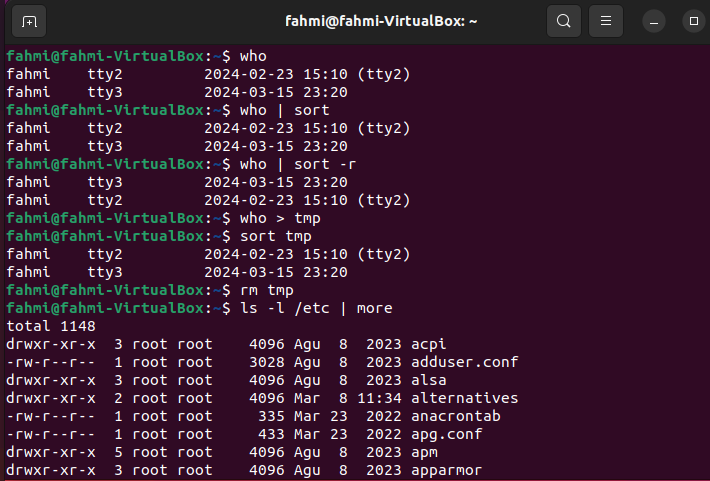 fahmi@fahmi-VirtualBox: ~
fahmi@fahmi-VirtualBox:~$ who
fahmi    tty2         2024-02-23 15:10 (tty2)
fahmi    tty3         2024-03-15 23:20
fahmi@fahmi-VirtualBox:~$ who | sort
fahmi    tty2         2024-02-23 15:10 (tty2)
fahmi    tty3         2024-03-15 23:20
fahmi@fahmi-VirtualBox:~$ who | sort -r
fahmi    tty3         2024-03-15 23:20
fahmi    tty2         2024-02-23 15:10 (tty2)
fahmi@fahmi-VirtualBox:~$ who > tmp
fahmi@fahmi-VirtualBox:~$ sort tmp
fahmi    tty2         2024-02-23 15:10 (tty2)
fahmi    tty3         2024-03-15 23:20
fahmi@fahmi-VirtualBox:~$ rm tmp
fahmi@fahmi-VirtualBox:~$ ls -l /etc | more
total 1148
drwxr-xr-x  3 root root    4096 Agu  8  2023 acpi
-rw-r--r--  1 root root    3028 Agu  8  2023 adduser.conf
drwxr-xr-x  3 root root    4096 Agu  8  2023 alsa
drwxr-xr-x  2 root root    4096 Mar  8 11:34 alternatives
-rw-r--r--  1 root root     335 Mar 23  2022 anacrontab
-rw-r--r--  1 root root     433 Mar 23  2022 apg.conf
drwxr-xr-x  5 root root    4096 Agu  8  2023 apm
drwxr-xr-x  3 root root    4096 Agu  8  2023 apparmor